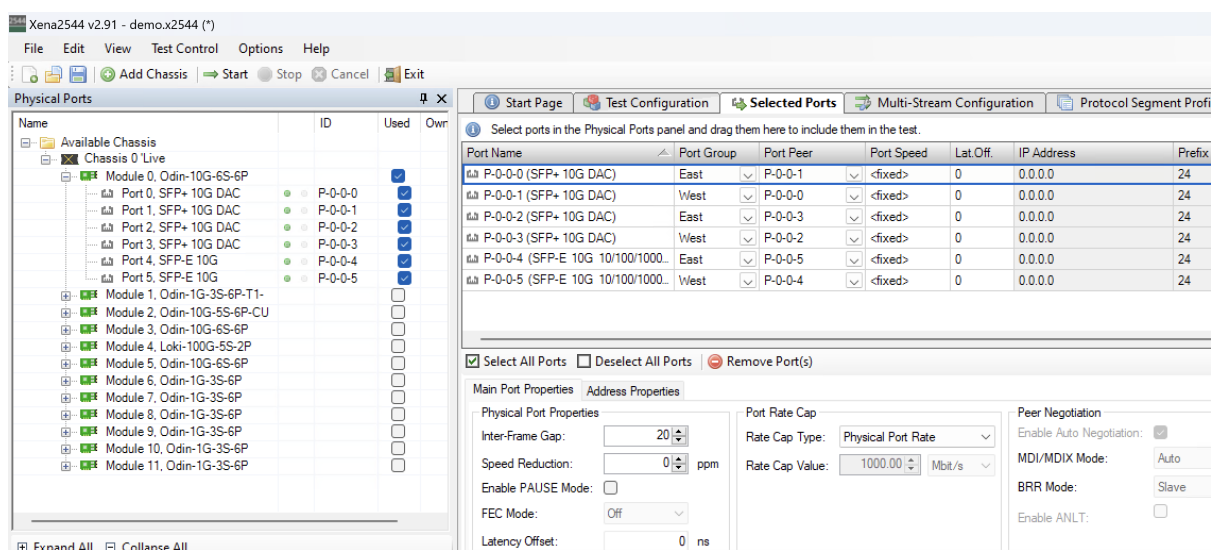 2544 Xena2544 v2.91 - demo.x2544 (*)
File Edit View Test Control Options Help
Add Chassis Start Stop Cancel Exit
Physical Ports
Name ID Used Own
Available Chassis
Chassis 0 'Live
Module 0, Odin-10G-6S-6P
Port 0, SFP+ 10G DAC P-0-0-0
Port 1, SFP+ 10G DAC P-0-0-1
Port 2, SFP+ 10G DAC P-0-0-2
Port 3, SFP+ 10G DAC P-0-0-3
Port 4, SFP-E 10G P-0-0-4
Port 5, SFP-E 10G P-0-0-5
Module 1, Odin-1G-3S-6P-T1-
Module 2, Odin-10G-5S-6P-CU
Module 3, Odin-10G-6S-6P
Module 4, Loki-100G-5S-2P
Module 5, Odin-10G-6S-6P
Module 6, Odin-1G-3S-6P
Module 7, Odin-1G-3S-6P
Module 8, Odin-1G-3S-6P
Module 9, Odin-1G-3S-6P
Module 10, Odin-1G-3S-6P
Module 11, Odin-1G-3S-6P
Expand All Collapse All
Start Page Test Configuration Selected Ports Multi-Stream Configuration Protocol Segment Profi
Select ports in the Physical Ports panel and drag them here to include them in the test.
Port Name Port Group Port Peer Port Speed Lat.Off. IP Address Prefix
P-0-0-0 (SFP+ 10G DAC) East P-0-0-1 <fixed> 0 0.0.0.0 24
P-0-0-1 (SFP+ 10G DAC) West P-0-0-0 <fixed> 0 0.0.0.0 24
P-0-0-2 (SFP+ 10G DAC) East P-0-0-3 <fixed> 0 0.0.0.0 24
P-0-0-3 (SFP+ 10G DAC) West P-0-0-2 <fixed> 0 0.0.0.0 24
P-0-0-4 (SFP-E 10G 10/100/1000... East P-0-0-5 <fixed> 0 0.0.0.0 24
P-0-0-5 (SFP-E 10G 10/100/1000... West P-0-0-4 <fixed> 0 0.0.0.0 24
Select All Ports Deselect All Ports Remove Port(s)
Main Port Properties Address Properties
Physical Port Properties
Inter-Frame Gap: 20
Speed Reduction: 0 ppm
Enable PAUSE Mode:
FEC Mode: Off
Latency Offset: 0 ns
Port Rate Cap
Rate Cap Type: Physical Port Rate
Rate Cap Value: 1000.00 Mbit/s
Peer Negotiation
Enable Auto Negotiation:
MDI/MDIX Mode: Auto
BRR Mode: Slave
Enable ANLT: